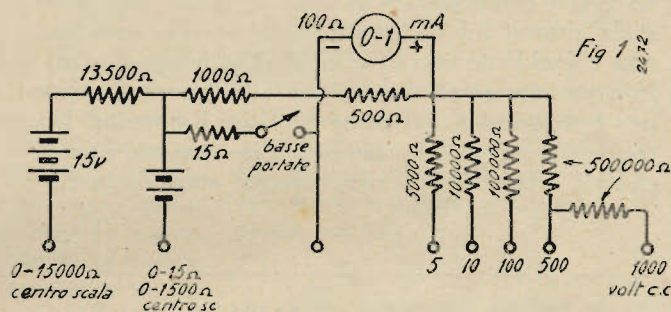 100Ω
−
0-1
mA
+
Fig 1
2432
13500Ω
1000Ω
500Ω
15Ω
basse
portate
15v
5000Ω
10000Ω
100000Ω
500000Ω
0-15000Ω
centro scala
0-15Ω
0-1500Ω
centro sc
5
10
100
500
1000
volt c.c